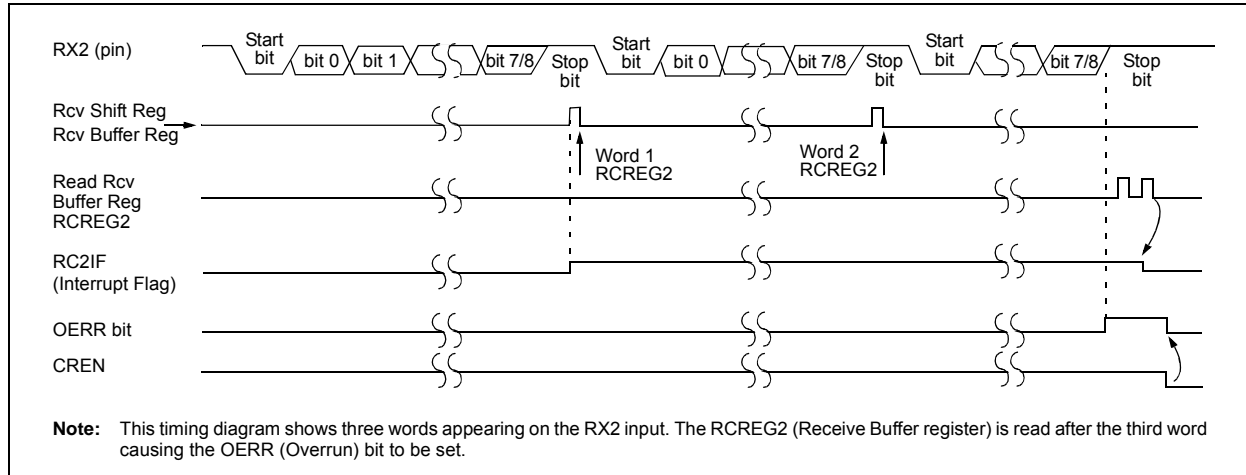 RX2 (pin)
Start bit
bit 0
bit 1
bit 7/8
Stop bit
Start bit
bit 0
bit 7/8
Stop bit
Start bit
bit 7/8
Stop bit
Rcv Shift Reg
Rcv Buffer Reg
Word 1
RCREG2
Word 2
RCREG2
Read Rcv
Buffer Reg
RCREG2
RC2IF
(Interrupt Flag)
OERR bit
CREN
Note: This timing diagram shows three words appearing on the RX2 input. The RCREG2 (Receive Buffer register) is read after the third word
causing the OERR (Overrun) bit to be set.